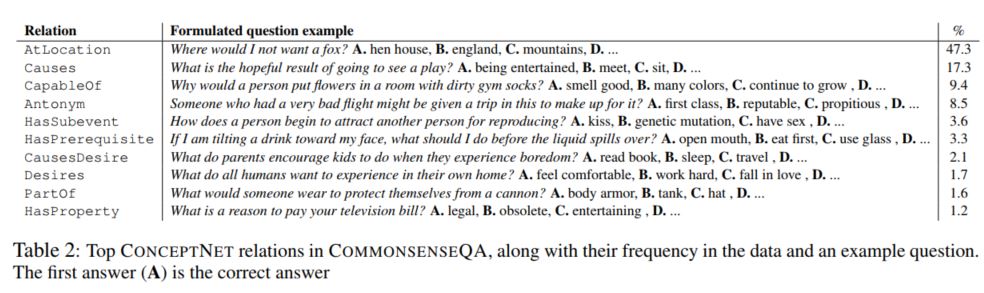 Relation Formulated question example %
AtLocation Where would I not want a fox? A. hen house, B. england, C. mountains, D. ... 47.3
Causes What is the hopeful result of going to see a play? A. being entertained, B. meet, C. sit, D. ... 17.3
CapableOf Why would a person put flowers in a room with dirty gym socks? A. smell good, B. many colors, C. continue to grow , D. ... 9.4
Antonym Someone who had a very bad flight might be given a trip in this to make up for it? A. first class, B. reputable, C. propitious , D. ... 8.5
HasSubevent How does a person begin to attract another person for reproducing? A. kiss, B. genetic mutation, C. have sex , D. ... 3.6
HasPrerequisite If I am tilting a drink toward my face, what should I do before the liquid spills over? A. open mouth, B. eat first, C. use glass , D. ... 3.3
CausesDesire What do parents encourage kids to do when they experience boredom? A. read book, B. sleep, C. travel , D. ... 2.1
Desires What do all humans want to experience in their own home? A. feel comfortable, B. work hard, C. fall in love , D. ... 1.7
PartOf What would someone wear to protect themselves from a cannon? A. body armor, B. tank, C. hat , D. ... 1.6
HasProperty What is a reason to pay your television bill? A. legal, B. obsolete, C. entertaining , D. ... 1.2
Table 2: Top CONCEPTNET relations in COMMONSENSEQA, along with their frequency in the data and an example question.
The first answer (A) is the correct answer